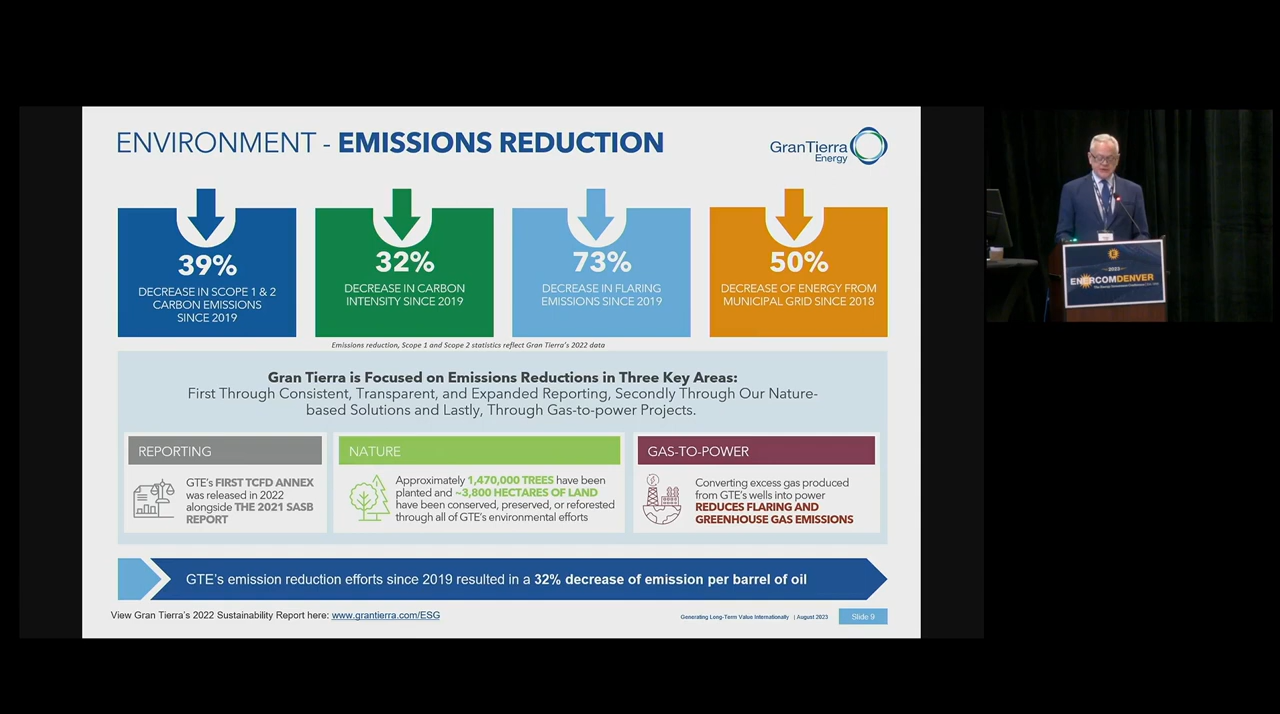 ENVIRONMENT - EMISSIONS REDUCTION
GranTierra
Energy
39%
DECREASE IN SCOPE 1 & 2
CARBON EMISSIONS
SINCE 2019
32%
DECREASE IN CARBON
INTENSITY SINCE 2019
73%
DECREASE IN FLARING
EMISSIONS SINCE 2019
50%
DECREASE OF ENERGY FROM
MUNICIPAL GRID SINCE 2018
Emissions reduction, Scope 1 and Scope 2 statistics reflect Gran Tierra's 2022 data
Gran Tierra is Focused on Emissions Reductions in Three Key Areas:
First Through Consistent, Transparent, and Expanded Reporting, Secondly Through Our Nature-
based Solutions and Lastly, Through Gas-to-power Projects.
REPORTING
GTE's FIRST TCFD ANNEX
was released in 2022
alongside THE 2021 SASB
REPORT
NATURE
Approximately 1,470,000 TREES have been
planted and ~3,800 HECTARES OF LAND
have been conserved, preserved, or reforested
through all of GTE's environmental efforts
GAS-TO-POWER
Converting excess gas produced
from GTE's wells into power
REDUCES FLARING AND
GREENHOUSE GAS EMISSIONS
GTE's emission reduction efforts since 2019 resulted in a 32% decrease of emission per barrel of oil
View Gran Tierra's 2022 Sustainability Report here: www.grantierra.com/ESG
Generating Long-Term Value Internationally | August 2023
Slide 9
2023
ENERCOMDENVER